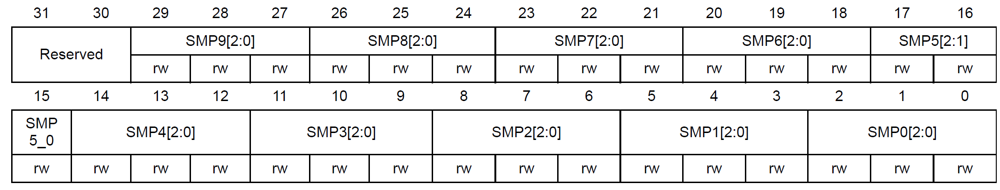 31 30 29 28 27 26 25 24 23 22 21 20 19 18 17 16
Reserved SMP9[2:0] SMP8[2:0] SMP7[2:0] SMP6[2:0] SMP5[2:1]
rw rw rw rw rw rw rw rw rw rw rw rw rw rw
15 14 13 12 11 10 9 8 7 6 5 4 3 2 1 0
SMP
5_0 SMP4[2:0] SMP3[2:0] SMP2[2:0] SMP1[2:0] SMP0[2:0]
rw rw rw rw rw rw rw rw rw rw rw rw rw rw rw rw